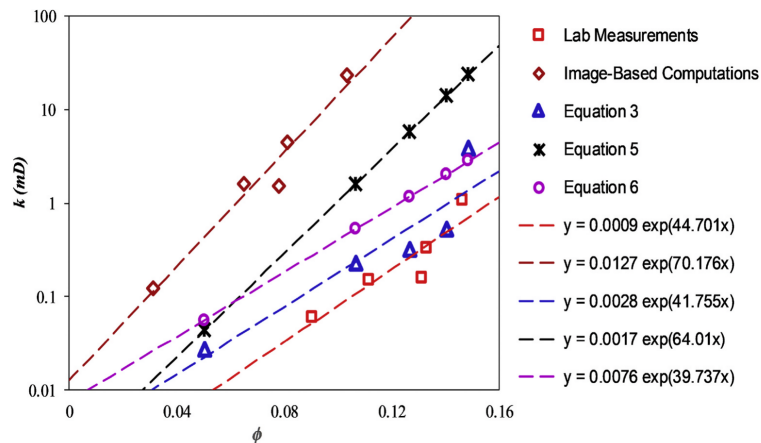 100
10
1
0.1
0.01
k (mD)
0
0.04
0.08
0.12
0.16
ϕ
Lab Measurements
Image-Based Computations
Equation 3
Equation 5
Equation 6
y = 0.0009 exp(44.701x)
y = 0.0127 exp(70.176x)
y = 0.0028 exp(41.755x)
y = 0.0017 exp(64.01x)
y = 0.0076 exp(39.737x)